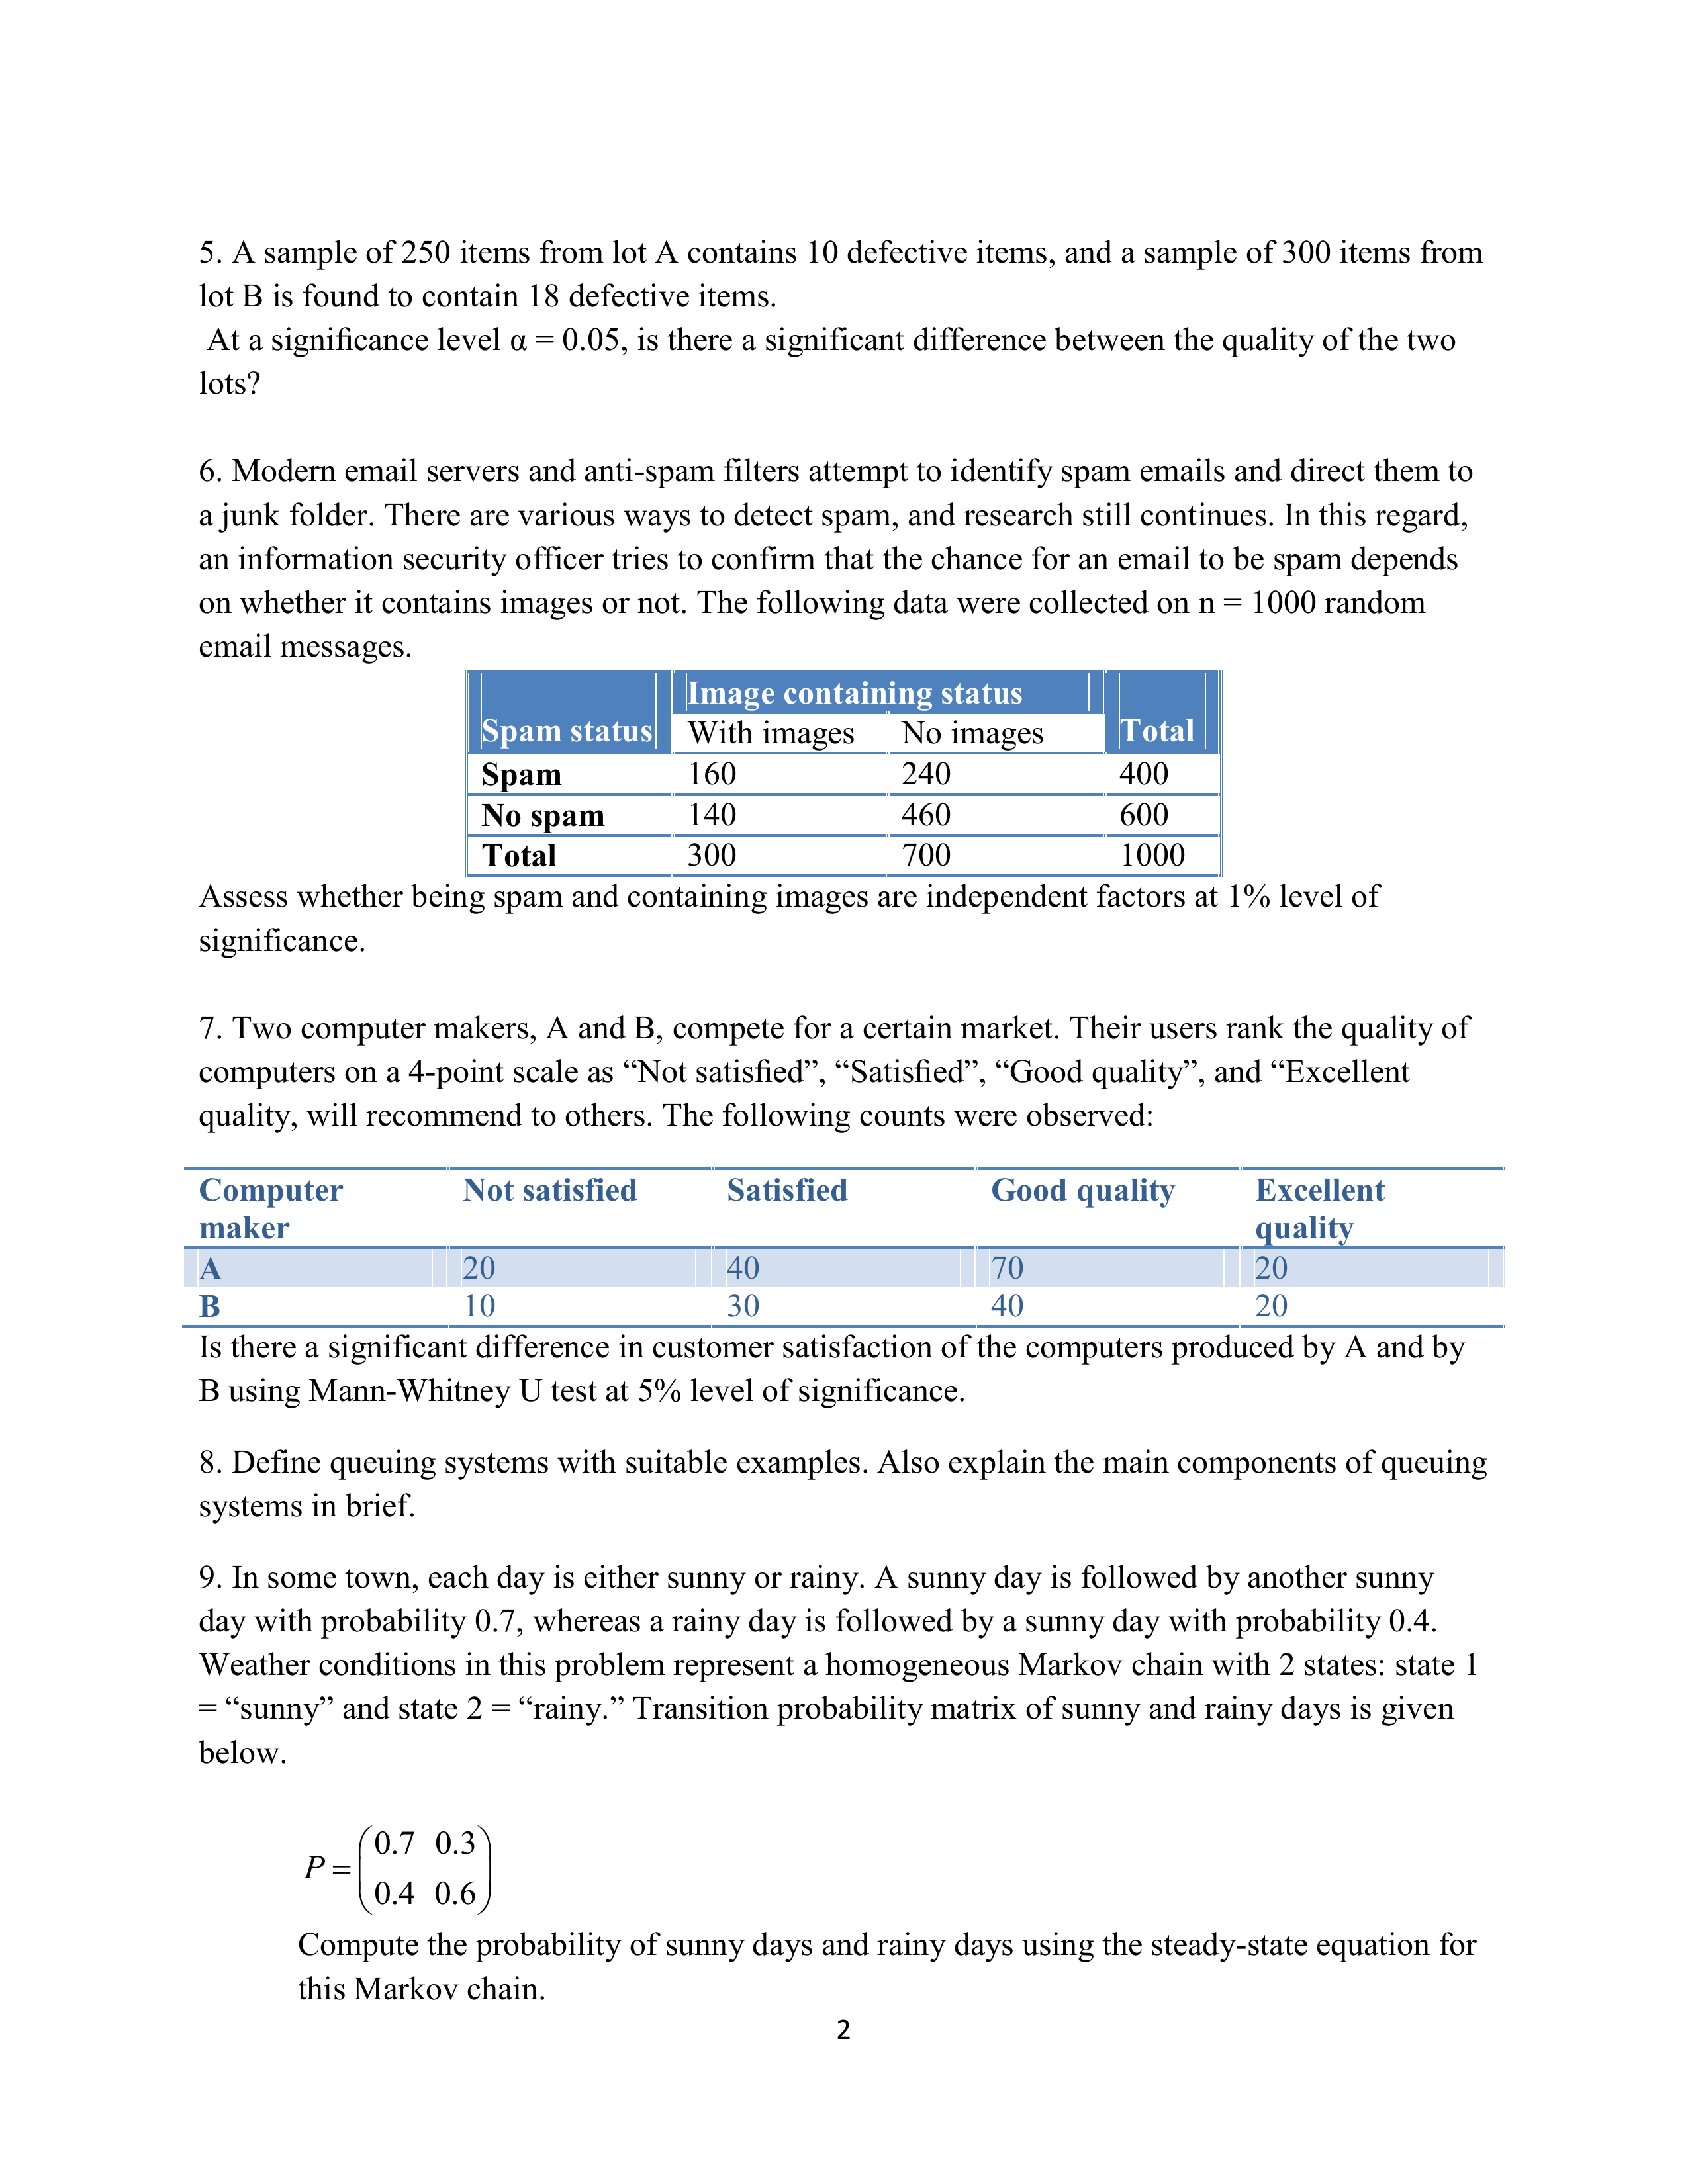 5. A sample of 250 items from lot A contains 10 defective items, and a sample of 300 items from
lot B is found to contain 18 defective items.
At a significance level α = 0.05, is there a significant difference between the quality of the two
lots?
6. Modern email servers and anti-spam filters attempt to identify spam emails and direct them to
a junk folder. There are various ways to detect spam, and research still continues. In this regard,
an information security officer tries to confirm that the chance for an email to be spam depends
on whether it contains images or not. The following data were collected on n = 1000 random
email messages.
Image containing status
Spam status With images No images Total
Spam 160 240 400
No spam 140 460 600
Total 300 700 1000
Assess whether being spam and containing images are independent factors at 1% level of
significance.
7. Two computer makers, A and B, compete for a certain market. Their users rank the quality of
computers on a 4-point scale as “Not satisfied”, “Satisfied”, “Good quality”, and “Excellent
quality, will recommend to others. The following counts were observed:
Computer Not satisfied Satisfied Good quality Excellent
maker quality
A 20 40 70 20
B 10 30 40 20
Is there a significant difference in customer satisfaction of the computers produced by A and by
B using Mann-Whitney U test at 5% level of significance.
8. Define queuing systems with suitable examples. Also explain the main components of queuing
systems in brief.
9. In some town, each day is either sunny or rainy. A sunny day is followed by another sunny
day with probability 0.7, whereas a rainy day is followed by a sunny day with probability 0.4.
Weather conditions in this problem represent a homogeneous Markov chain with 2 states: state 1
= “sunny” and state 2 = “rainy.” Transition probability matrix of sunny and rainy days is given
below.
0.7 0.3
P =
0.4 0.6
Compute the probability of sunny days and rainy days using the steady-state equation for
this Markov chain.
2